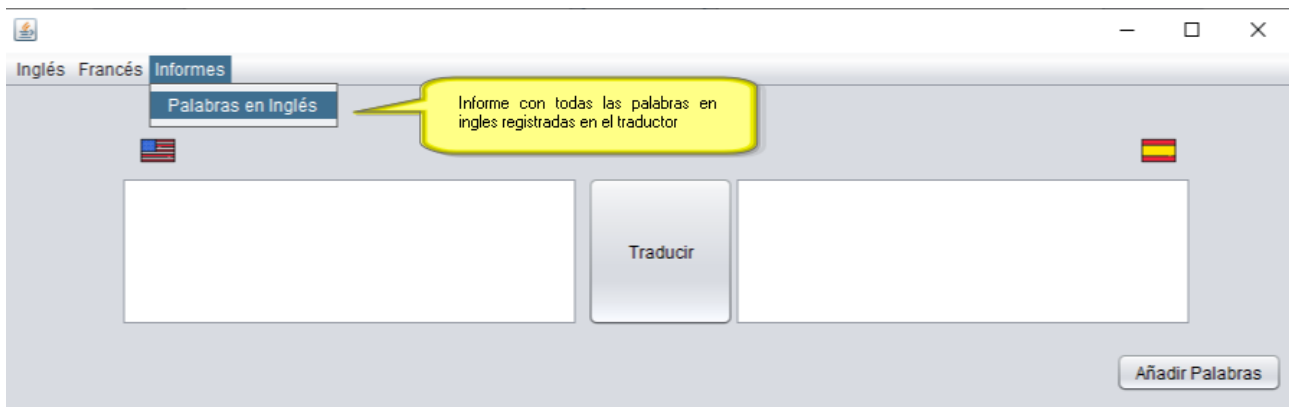 Inglés Francés Informes
Palabras en Inglés
Informe con todas las palabras en
ingles registradas en el traductor
Traducir
Añadir Palabras